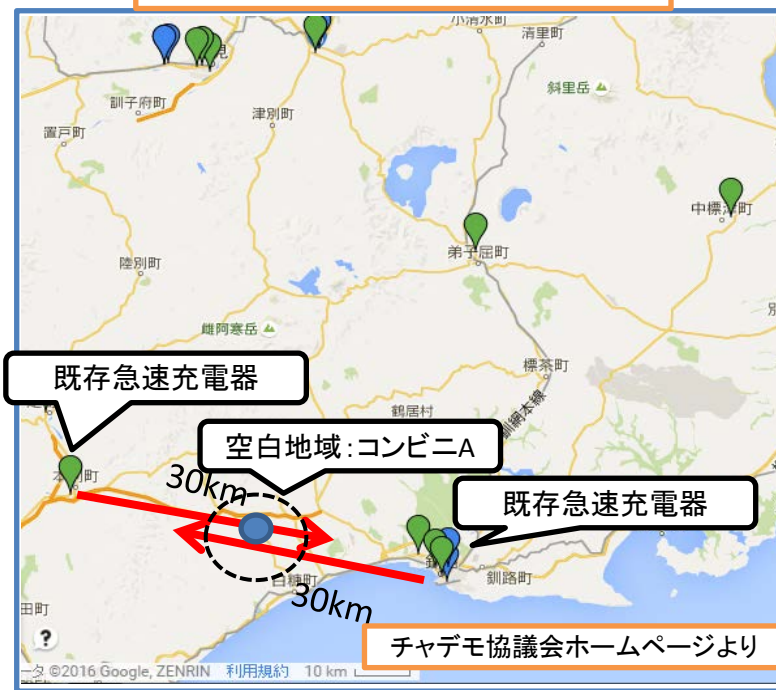 小清水町
清里町
斜里岳
訓子府町
津別町
置戸町
中標津町
弟子屈町
陸別町
雌阿寒岳
標茶町
既存急速充電器
鶴居村
釧網本線
空白地域:コンビニA
30km
既存急速充電器
白糠町
釧路町
30km
田町
?
チャデモ協議会ホームページより
ータ ©2016 Google, ZENRIN 利用規約 10 km